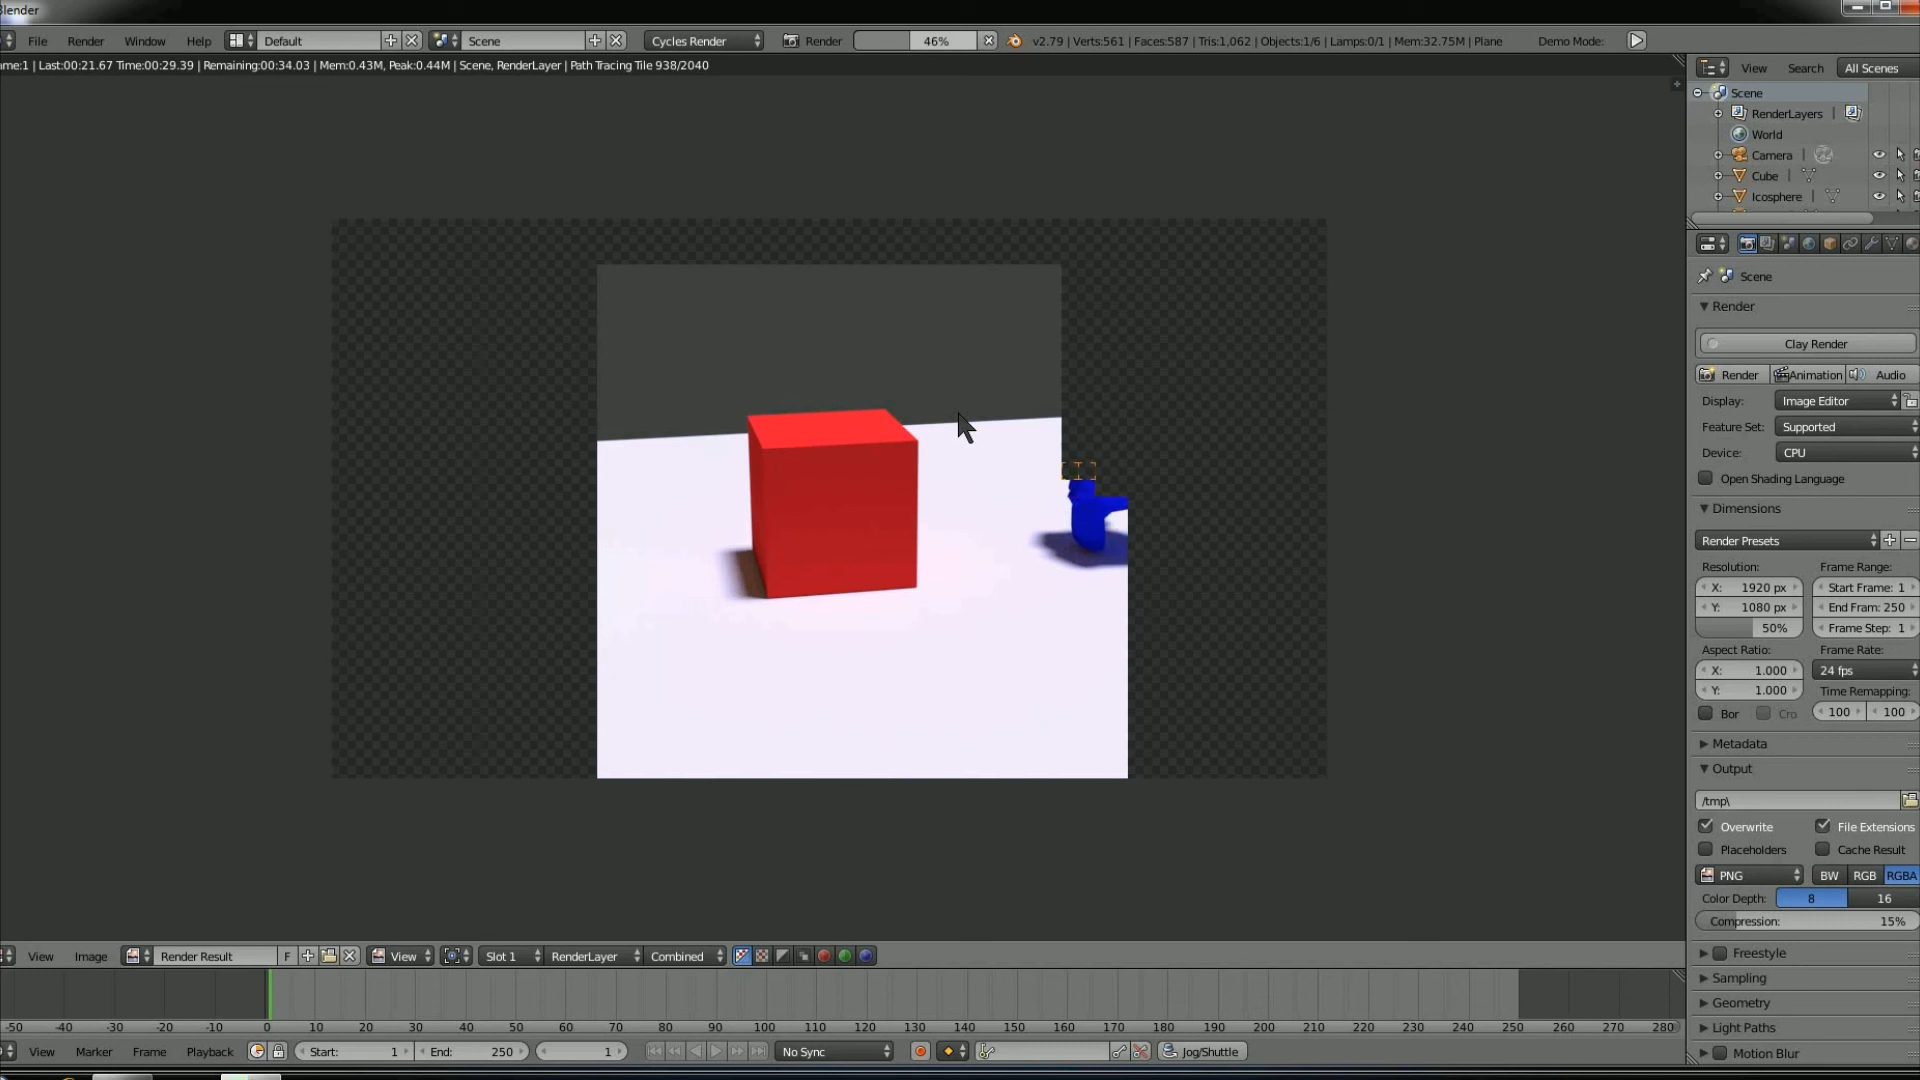 Blender
File Render Window Help Default Scene Cycles Render Render 46% v2.79 | Verts:561 | Faces:587 | Tris:1,062 | Objects:1/6 | Lamps:0/1 | Mem:32.75M | Plane Demo Mode:
ame:1 | Last:00:21.67 Time:00:29.39 | Remaining:00:34.03 | Mem:0.43M, Peak:0.44M | Scene, RenderLayer | Path Tracing Tile 938/2040
View Search All Scenes
Scene
RenderLayers |
World
Camera |
Cube |
Icosphere |
Scene
Render
Clay Render
Render Animation Audio
Display: Image Editor
Feature Set: Supported
Device: CPU
Open Shading Language
Dimensions
Render Presets
Resolution: Frame Range:
X: 1920 px Start Frame: 1
Y: 1080 px End Fram: 250
50% Frame Step: 1
Aspect Ratio: Frame Rate:
X: 1.000 24 fps
Y: 1.000 Time Remapping:
Bor Cro 100 100
Metadata
Output
/tmp\
Overwrite File Extensions
Placeholders Cache Result
PNG BW RGB RGBA
Color Depth: 8 16
Compression: 15%
Freestyle
Sampling
Geometry
Light Paths
Motion Blur
View Image Render Result F View Slot 1 RenderLayer Combined
-50 -40 -30 -20 -10 0 10 20 30 40 50 60 70 80 90 100 110 120 130 140 150 160 170 180 190 200 210 220 230 240 250 260 270 280
View Marker Frame Playback Start: 1 End: 250 1 No Sync Jog/Shuttle